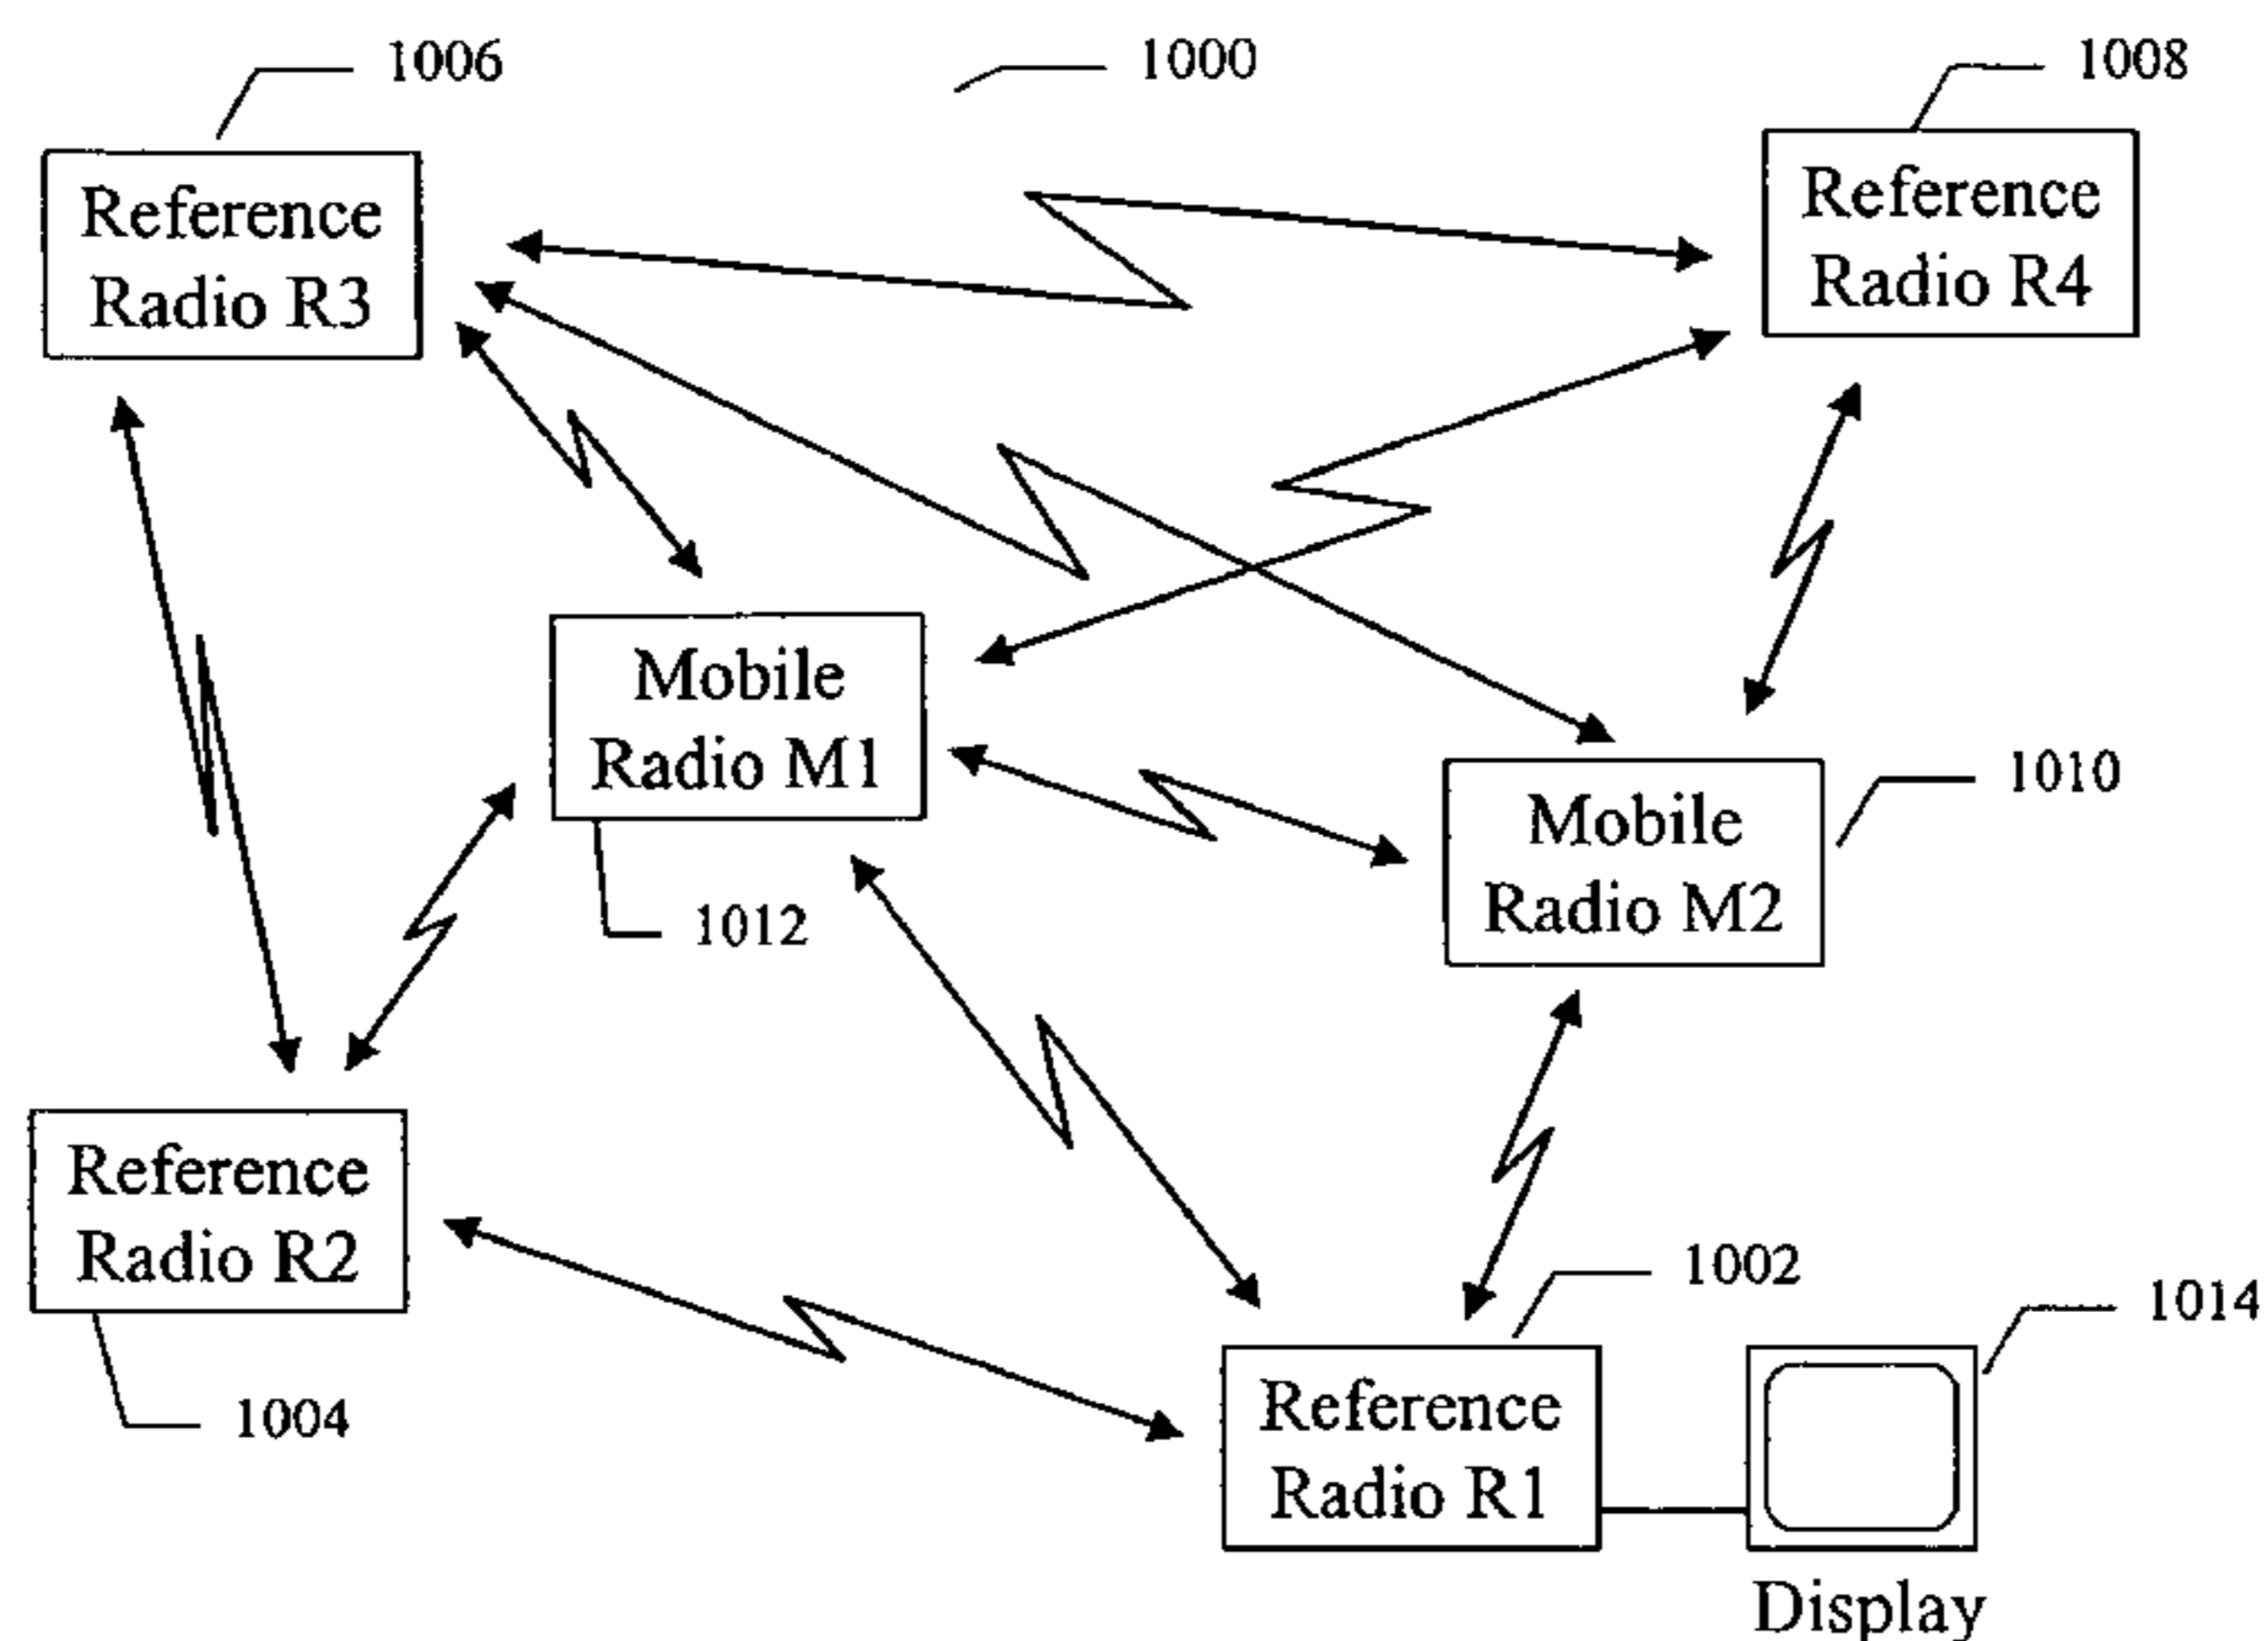 1006
1000
1008
Reference
Radio R3
Reference
Radio R4
Mobile
Radio M1
1012
Mobile
Radio M2
1010
Reference
Radio R2
1004
1002
1014
Reference
Radio R1
Display